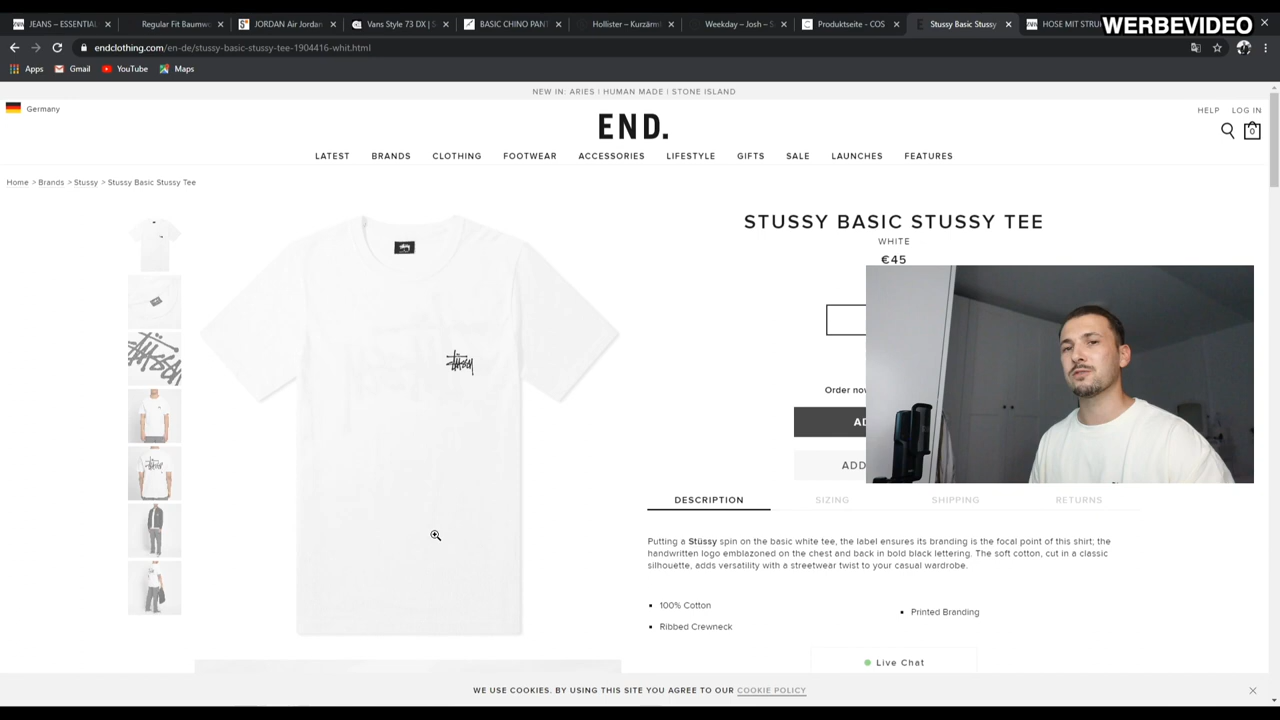 JEANS – ESSENTIAL
Regular Fit Baumw
JORDAN Air Jordan
Vans Style 73 DX | S
BASIC CHINO PANT
Hollister – Kurzärm
Weekday – Josh – S
Produktseite - COS
Stussy Basic Stussy
HOSE MIT STRU
WERBEVIDEO
endclothing.com/en-de/stussy-basic-stussy-tee-1904416-whit.html
Apps
Gmail
YouTube
Maps
NEW IN: ARIES | HUMAN MADE | STONE ISLAND
Germany
HELP
LOG IN
END.
0
LATEST
BRANDS
CLOTHING
FOOTWEAR
ACCESSORIES
LIFESTYLE
GIFTS
SALE
LAUNCHES
FEATURES
Home > Brands > Stussy > Stussy Basic Stussy Tee
STUSSY BASIC STUSSY TEE
WHITE
€45
Order no
AD
ADD
DESCRIPTION
SIZING
SHIPPING
RETURNS
Putting a Stüssy spin on the basic white tee, the label ensures its branding is the focal point of this shirt; the
handwritten logo emblazoned on the chest and back in bold black lettering. The soft cotton, cut in a classic
silhouette, adds versatility with a streetwear twist to your casual wardrobe.
100% Cotton
Printed Branding
Ribbed Crewneck
Live Chat
WE USE COOKIES. BY USING THIS SITE YOU AGREE TO OUR COOKIE POLICY